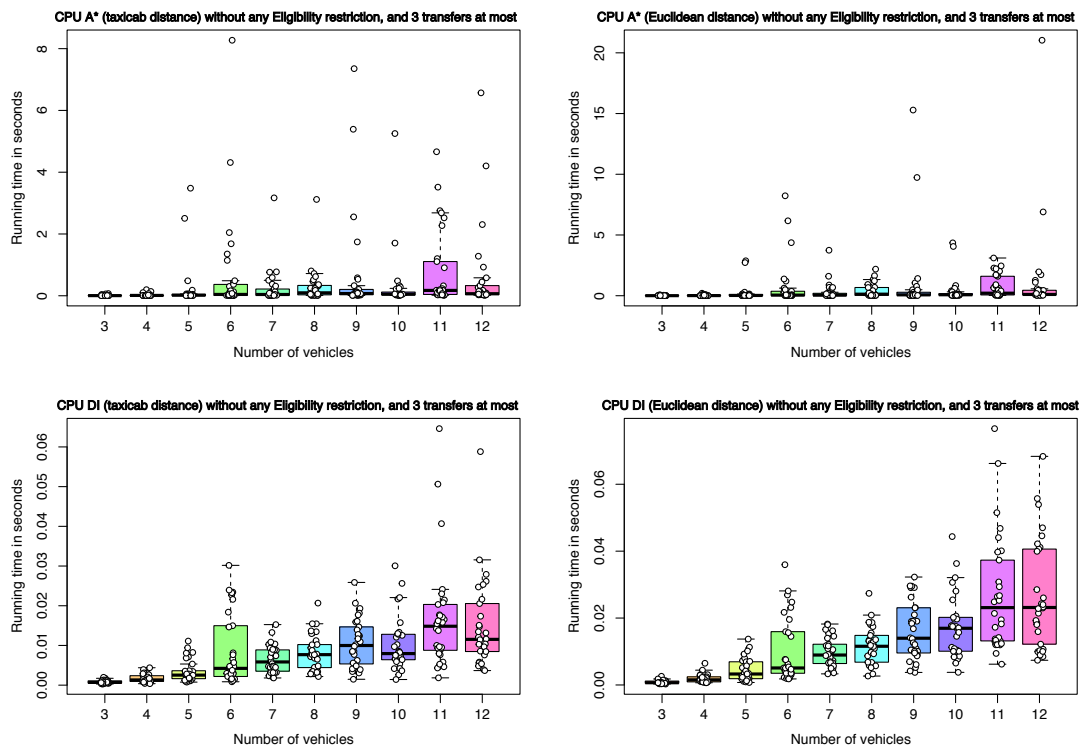 CPU A* (taxicab distance) without any Eligibility restriction, and 3 transfers at most
Running time in seconds
8
6
4
2
0
3 4 5 6 7 8 9 10 11 12
Number of vehicles
CPU A* (Euclidean distance) without any Eligibility restriction, and 3 transfers at most
Running time in seconds
20
15
10
5
0
3 4 5 6 7 8 9 10 11 12
Number of vehicles
CPU DI (taxicab distance) without any Eligibility restriction, and 3 transfers at most
Running time in seconds
0.06
0.05
0.04
0.03
0.02
0.01
0.00
3 4 5 6 7 8 9 10 11 12
Number of vehicles
CPU DI (Euclidean distance) without any Eligibility restriction, and 3 transfers at most
Running time in seconds
0.06
0.04
0.02
0.00
3 4 5 6 7 8 9 10 11 12
Number of vehicles